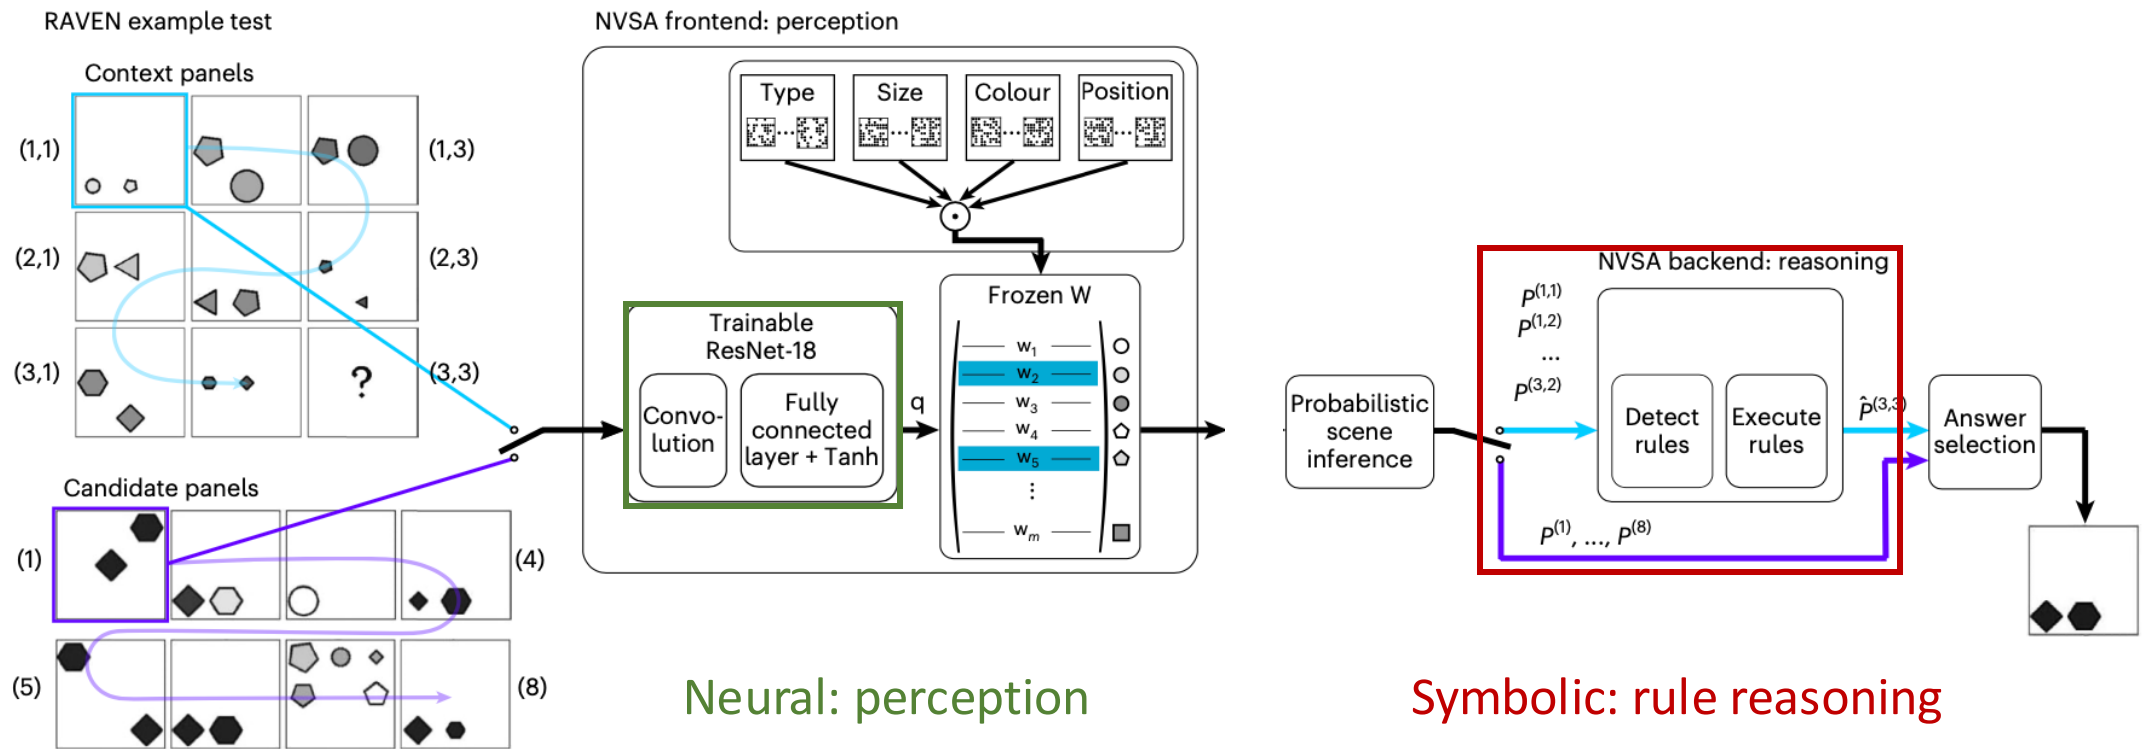 RAVEN example test
Context panels
(1,1)
(1,3)
(2,1)
(2,3)
(3,1)
?
(3,3)
Candidate panels
(1)
(4)
(5)
(8)
NVSA frontend: perception
Type
Size
Colour
Position
...
...
...
...
Trainable
ResNet-18
Convo-
lution
Fully
connected
layer + Tanh
q
Frozen W
w1
w2
w3
w4
w5
⋮
wm
Neural: perception
Probabilistic
scene
inference
NVSA backend: reasoning
P(1,1)
P(1,2)
...
P(3,2)
Detect
rules
Execute
rules
P̂(3,3)
P(1), ..., P(8)
Answer
selection
Symbolic: rule reasoning